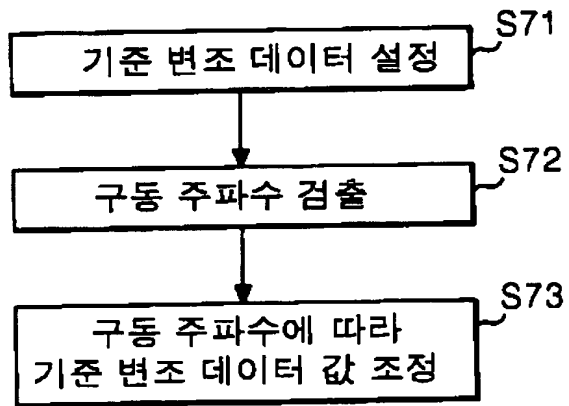 S71
기준 변조 데이터 설정
S72
구동 주파수 검출
S73
구동 주파수에 따라
기준 변조 데이터 값 조정